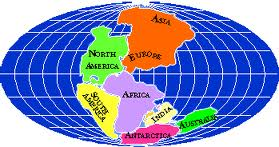 ASIA
NORTH
AMERICA
EUROPE
SOUTH
AMERICA
AFRICA
INDIA
AUSTRALIA
ANTARCTICA